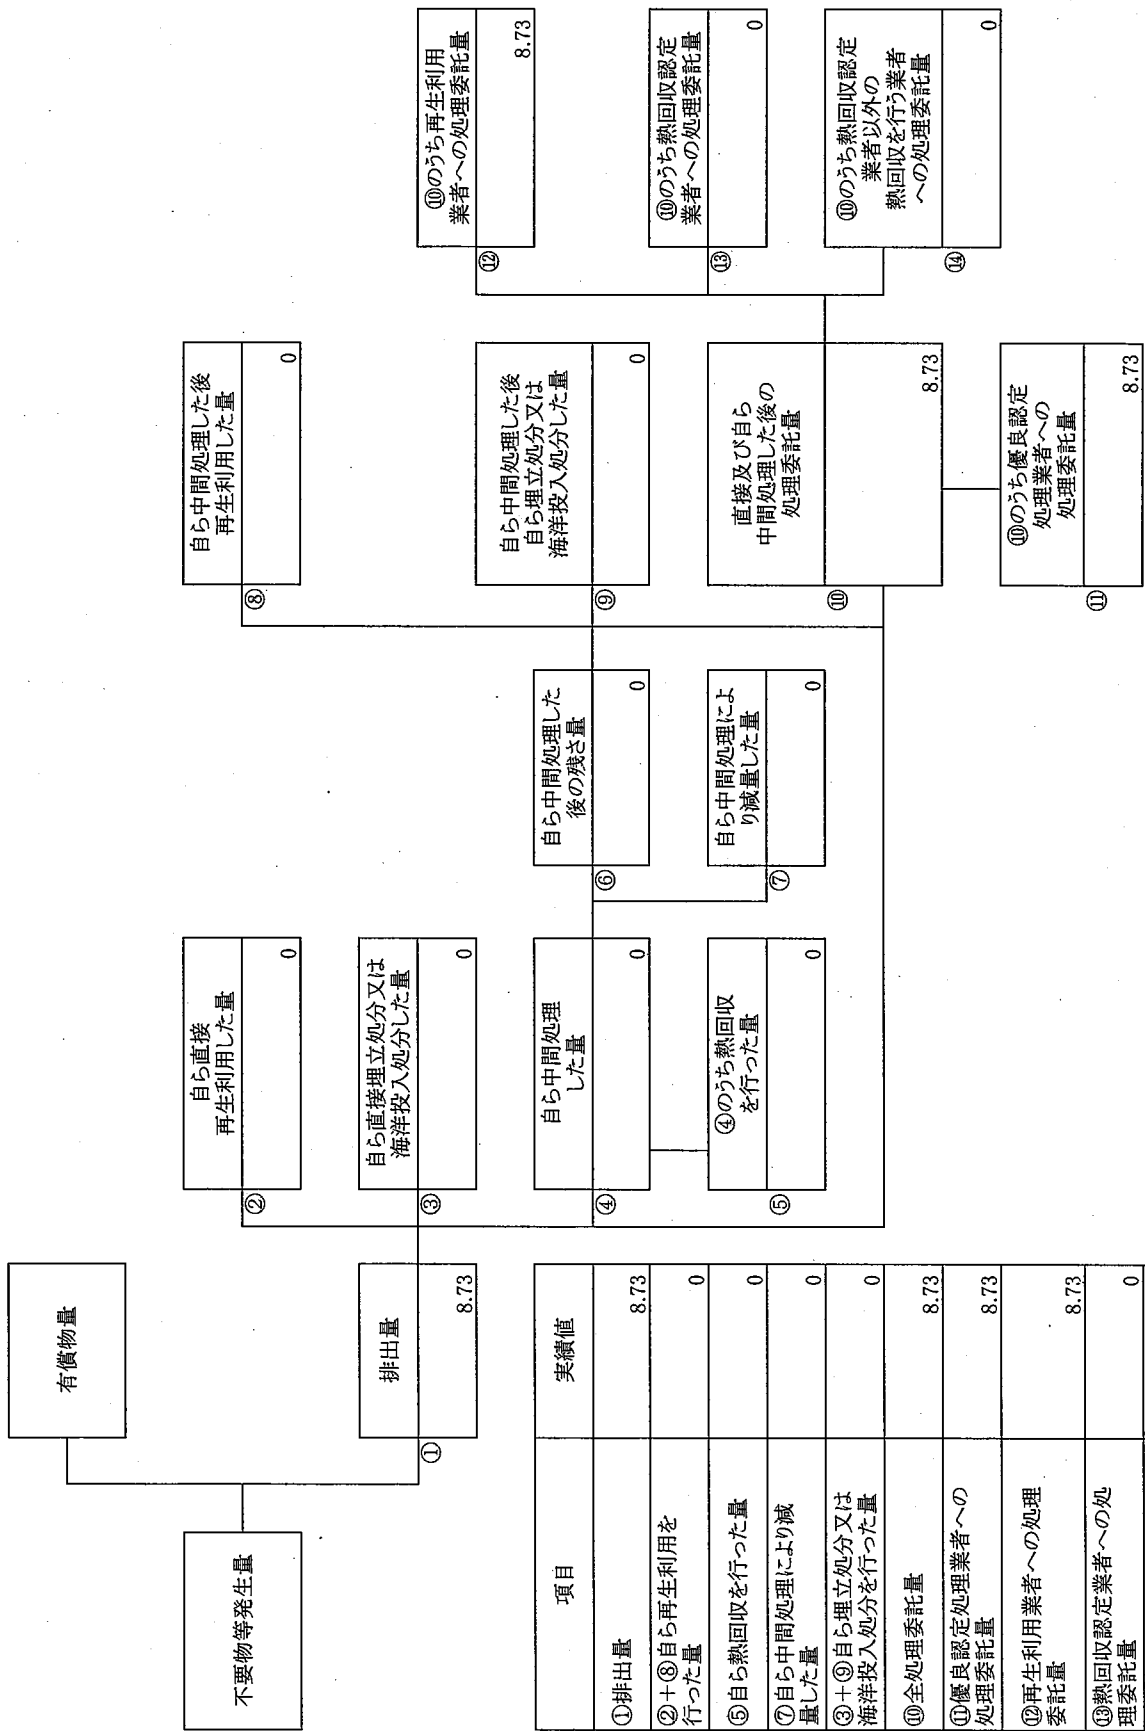 有償物量
不要物等発生量
排出量
①
8.73
自ら直接
再生利用した量
②
0
自ら直接埋立処分又は
海洋投入処分した量
③
0
自ら中間処理
した量
④
0
④のうち熱回収
を行った量
⑤
0
自ら中間処理した
後の残さ量
⑥
0
自ら中間処理によ
り減量した量
⑦
0
自ら中間処理した後
再生利用した量
⑧
0
自ら中間処理した後
自ら埋立処分又は
海洋投入処分した量
⑨
0
直接及び自ら
中間処理した後の
処理委託量
⑩
8.73
⑩のうち優良認定
処理業者への
処理委託量
⑪
8.73
⑩のうち再生利用
業者への処理委託量
⑫
8.73
⑩のうち熱回収認定
業者への処理委託量
⑬
0
⑩のうち熱回収認定
業者以外の
熱回収を行う業者
への処理委託量
⑭
0
項目 実績値
①排出量 8.73
②+⑧自ら再生利用を
行った量 0
⑤自ら熱回収を行った量 0
⑦自ら中間処理により減
量した量 0
③+⑨自ら埋立処分又は
海洋投入処分を行った量 0
⑩全処理委託量 8.73
⑪優良認定処理業者への
処理委託量 8.73
⑫再生利用業者への処理
委託量 8.73
⑬熱回収認定業者への処
理委託量 0